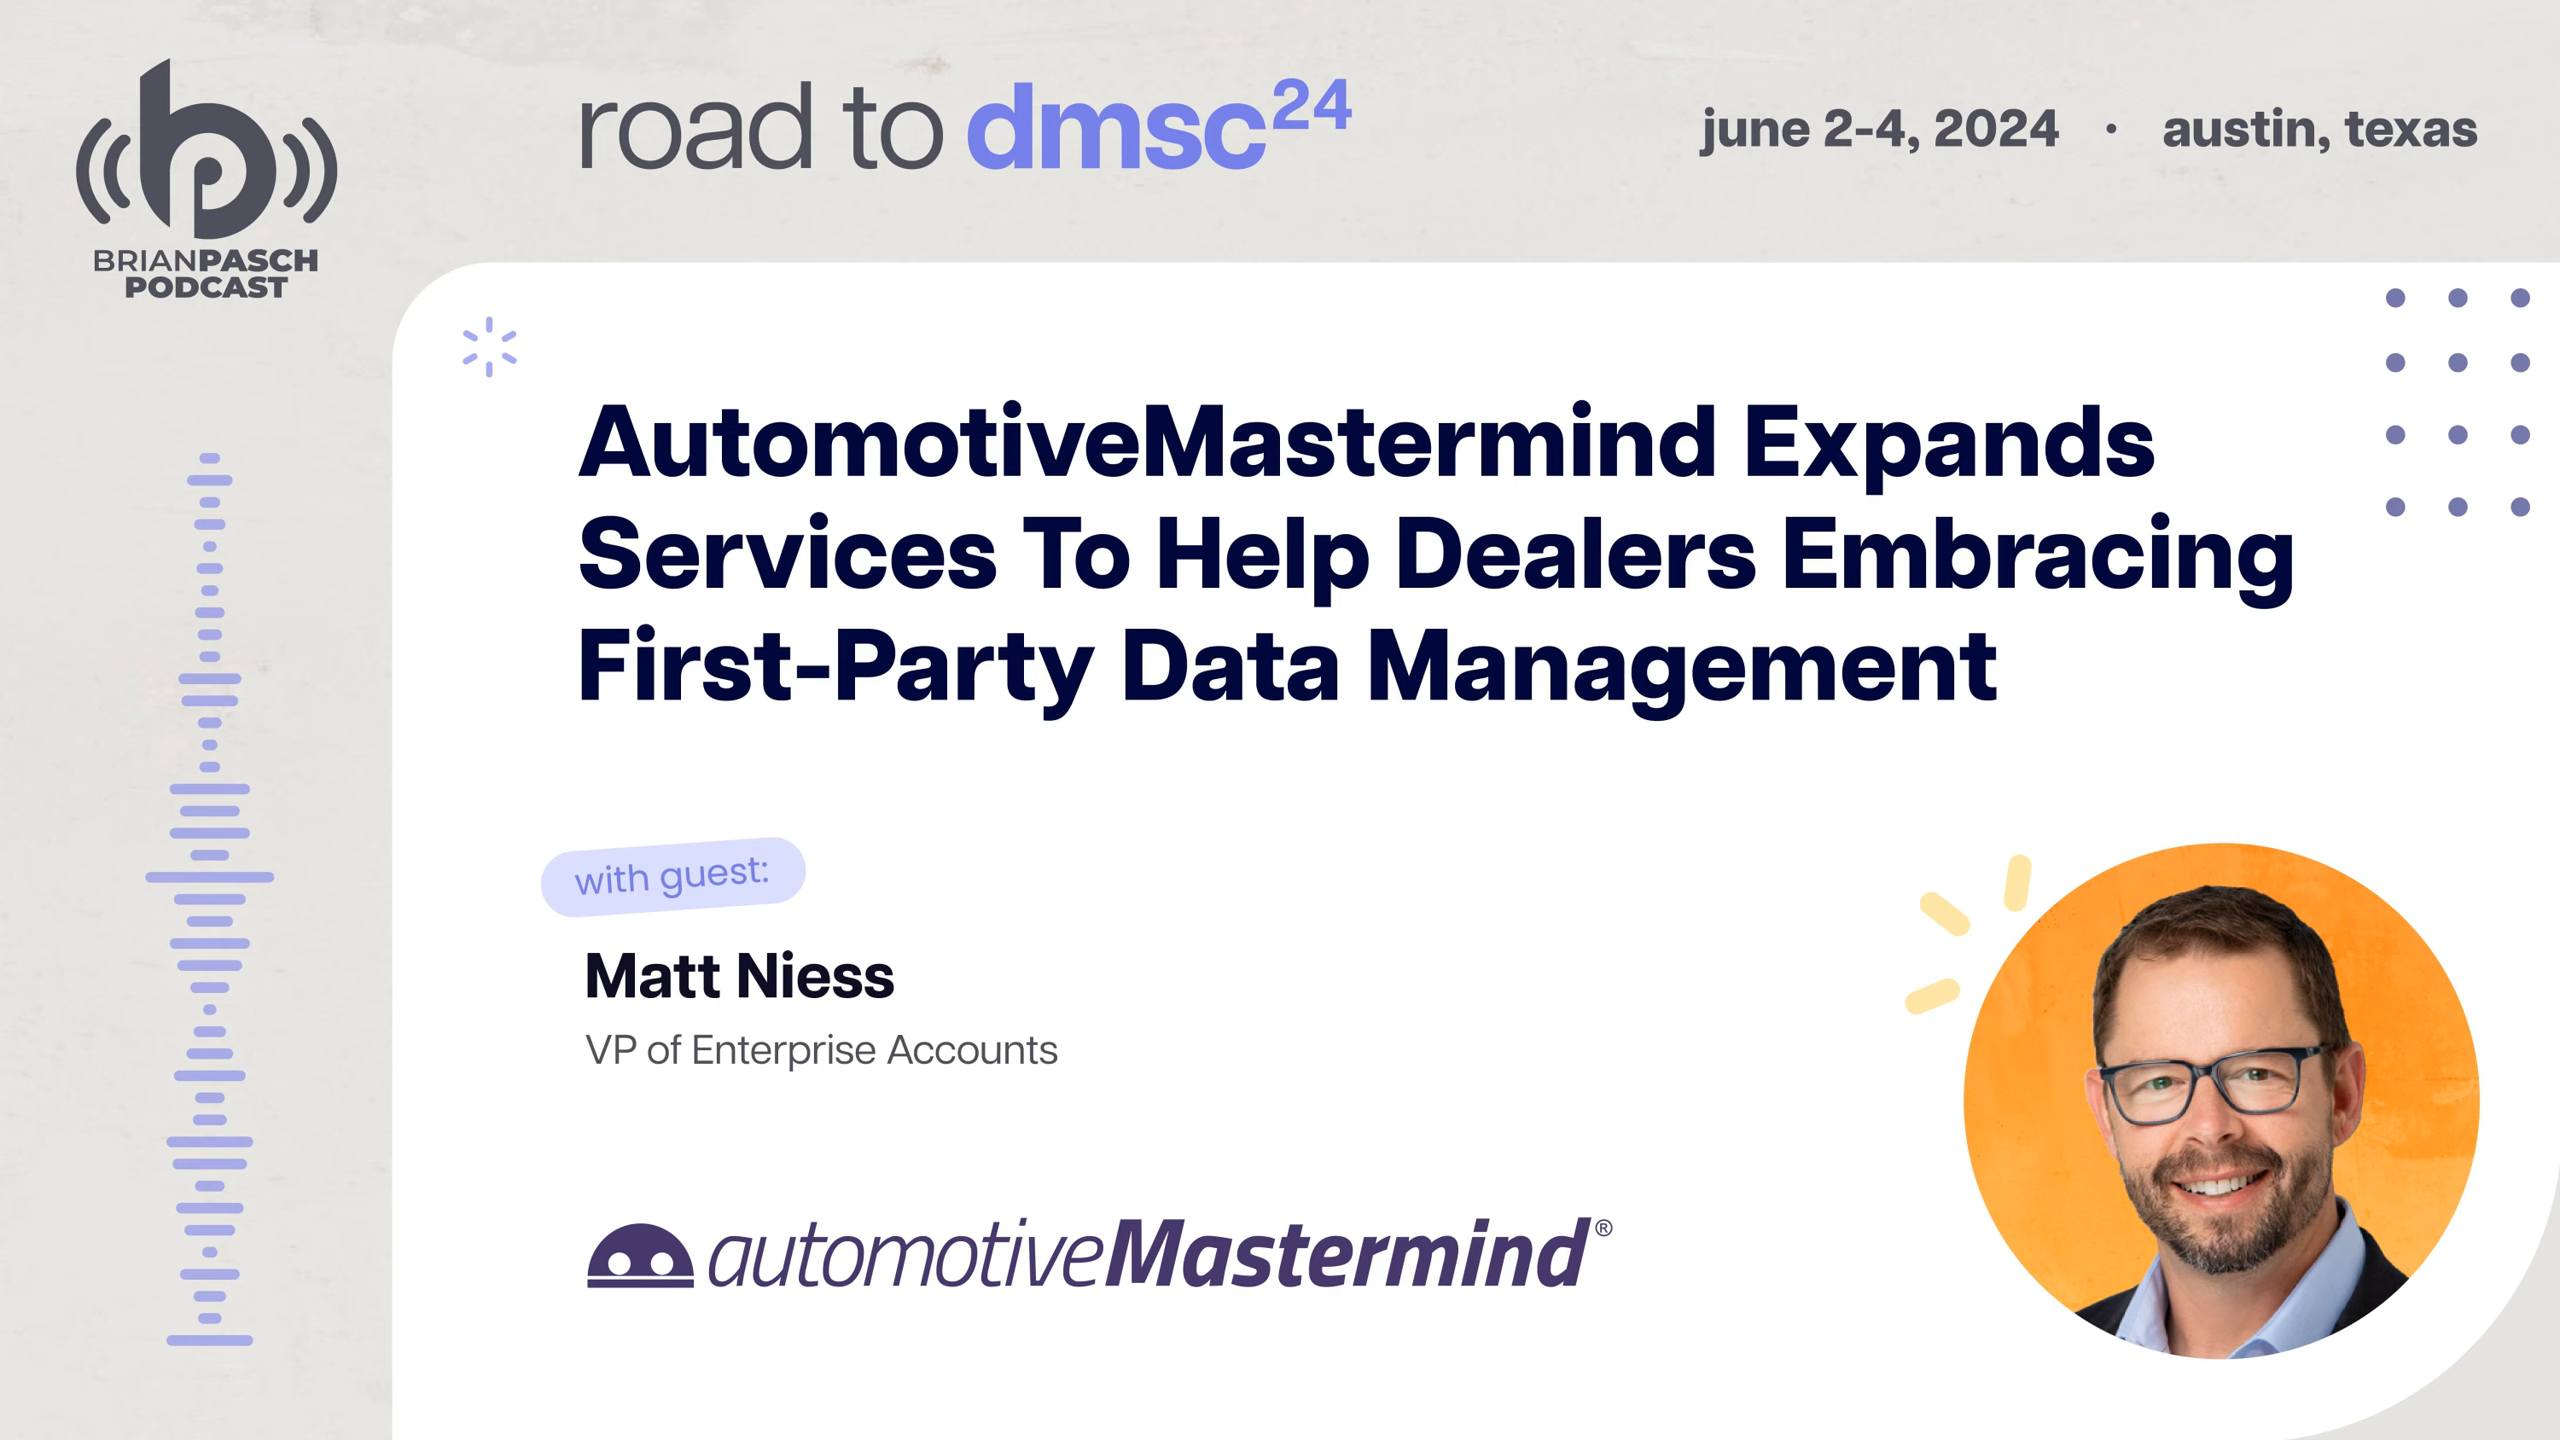 BRIANPASCH
PODCAST
road to dmsc24
june 2-4, 2024 · austin, texas
AutomotiveMastermind Expands
Services To Help Dealers Embracing
First-Party Data Management
with guest:
Matt Niess
VP of Enterprise Accounts
automotiveMastermind®